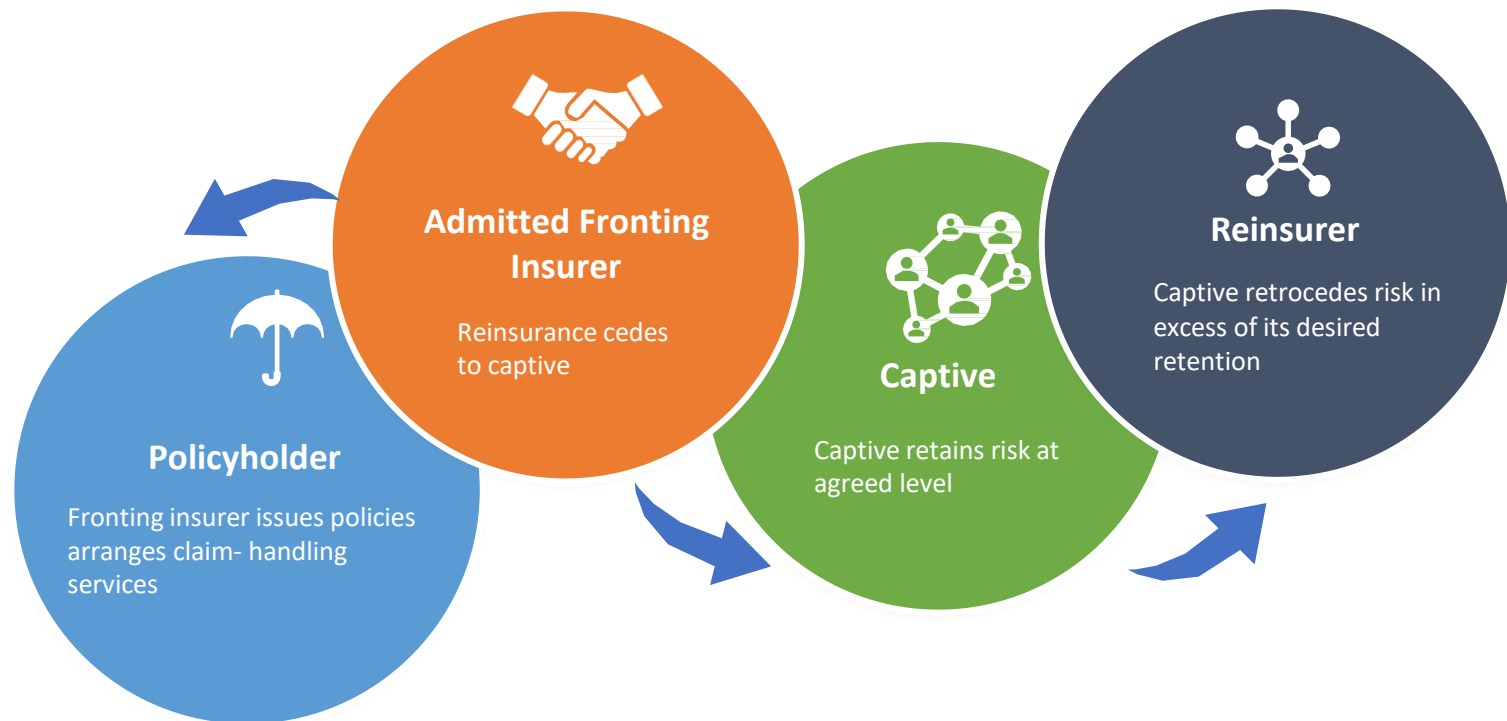 Policyholder
Fronting insurer issues policies
arranges claim- handling
services
Admitted Fronting
Insurer
Reinsurance cedes
to captive
Captive
Captive retains risk at
agreed level
Reinsurer
Captive retrocedes risk in
excess of its desired
retention